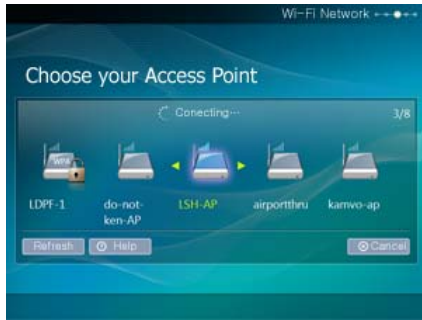 Wi-Fi Network
Choose your Access Point
Conecting...
3/8
WPA
LDPF-1
do-not-
ken-AP
LSH-AP
airportthru
kamvo-ap
Refresh
Help
Cancel